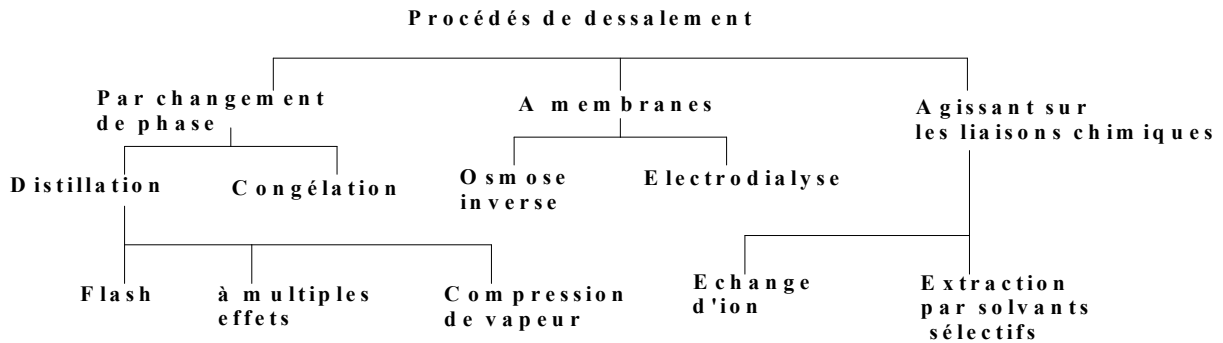 Procédés de dessalement
Par changement
de phase
A membranes
Agissant sur
les liaisons chimiques
Distillation
Congélation
Osmose
inverse
Electrodialyse
Flash
à multiples
effets
Compression
de vapeur
Echange
d'ion
Extraction
par solvants
sélectifs